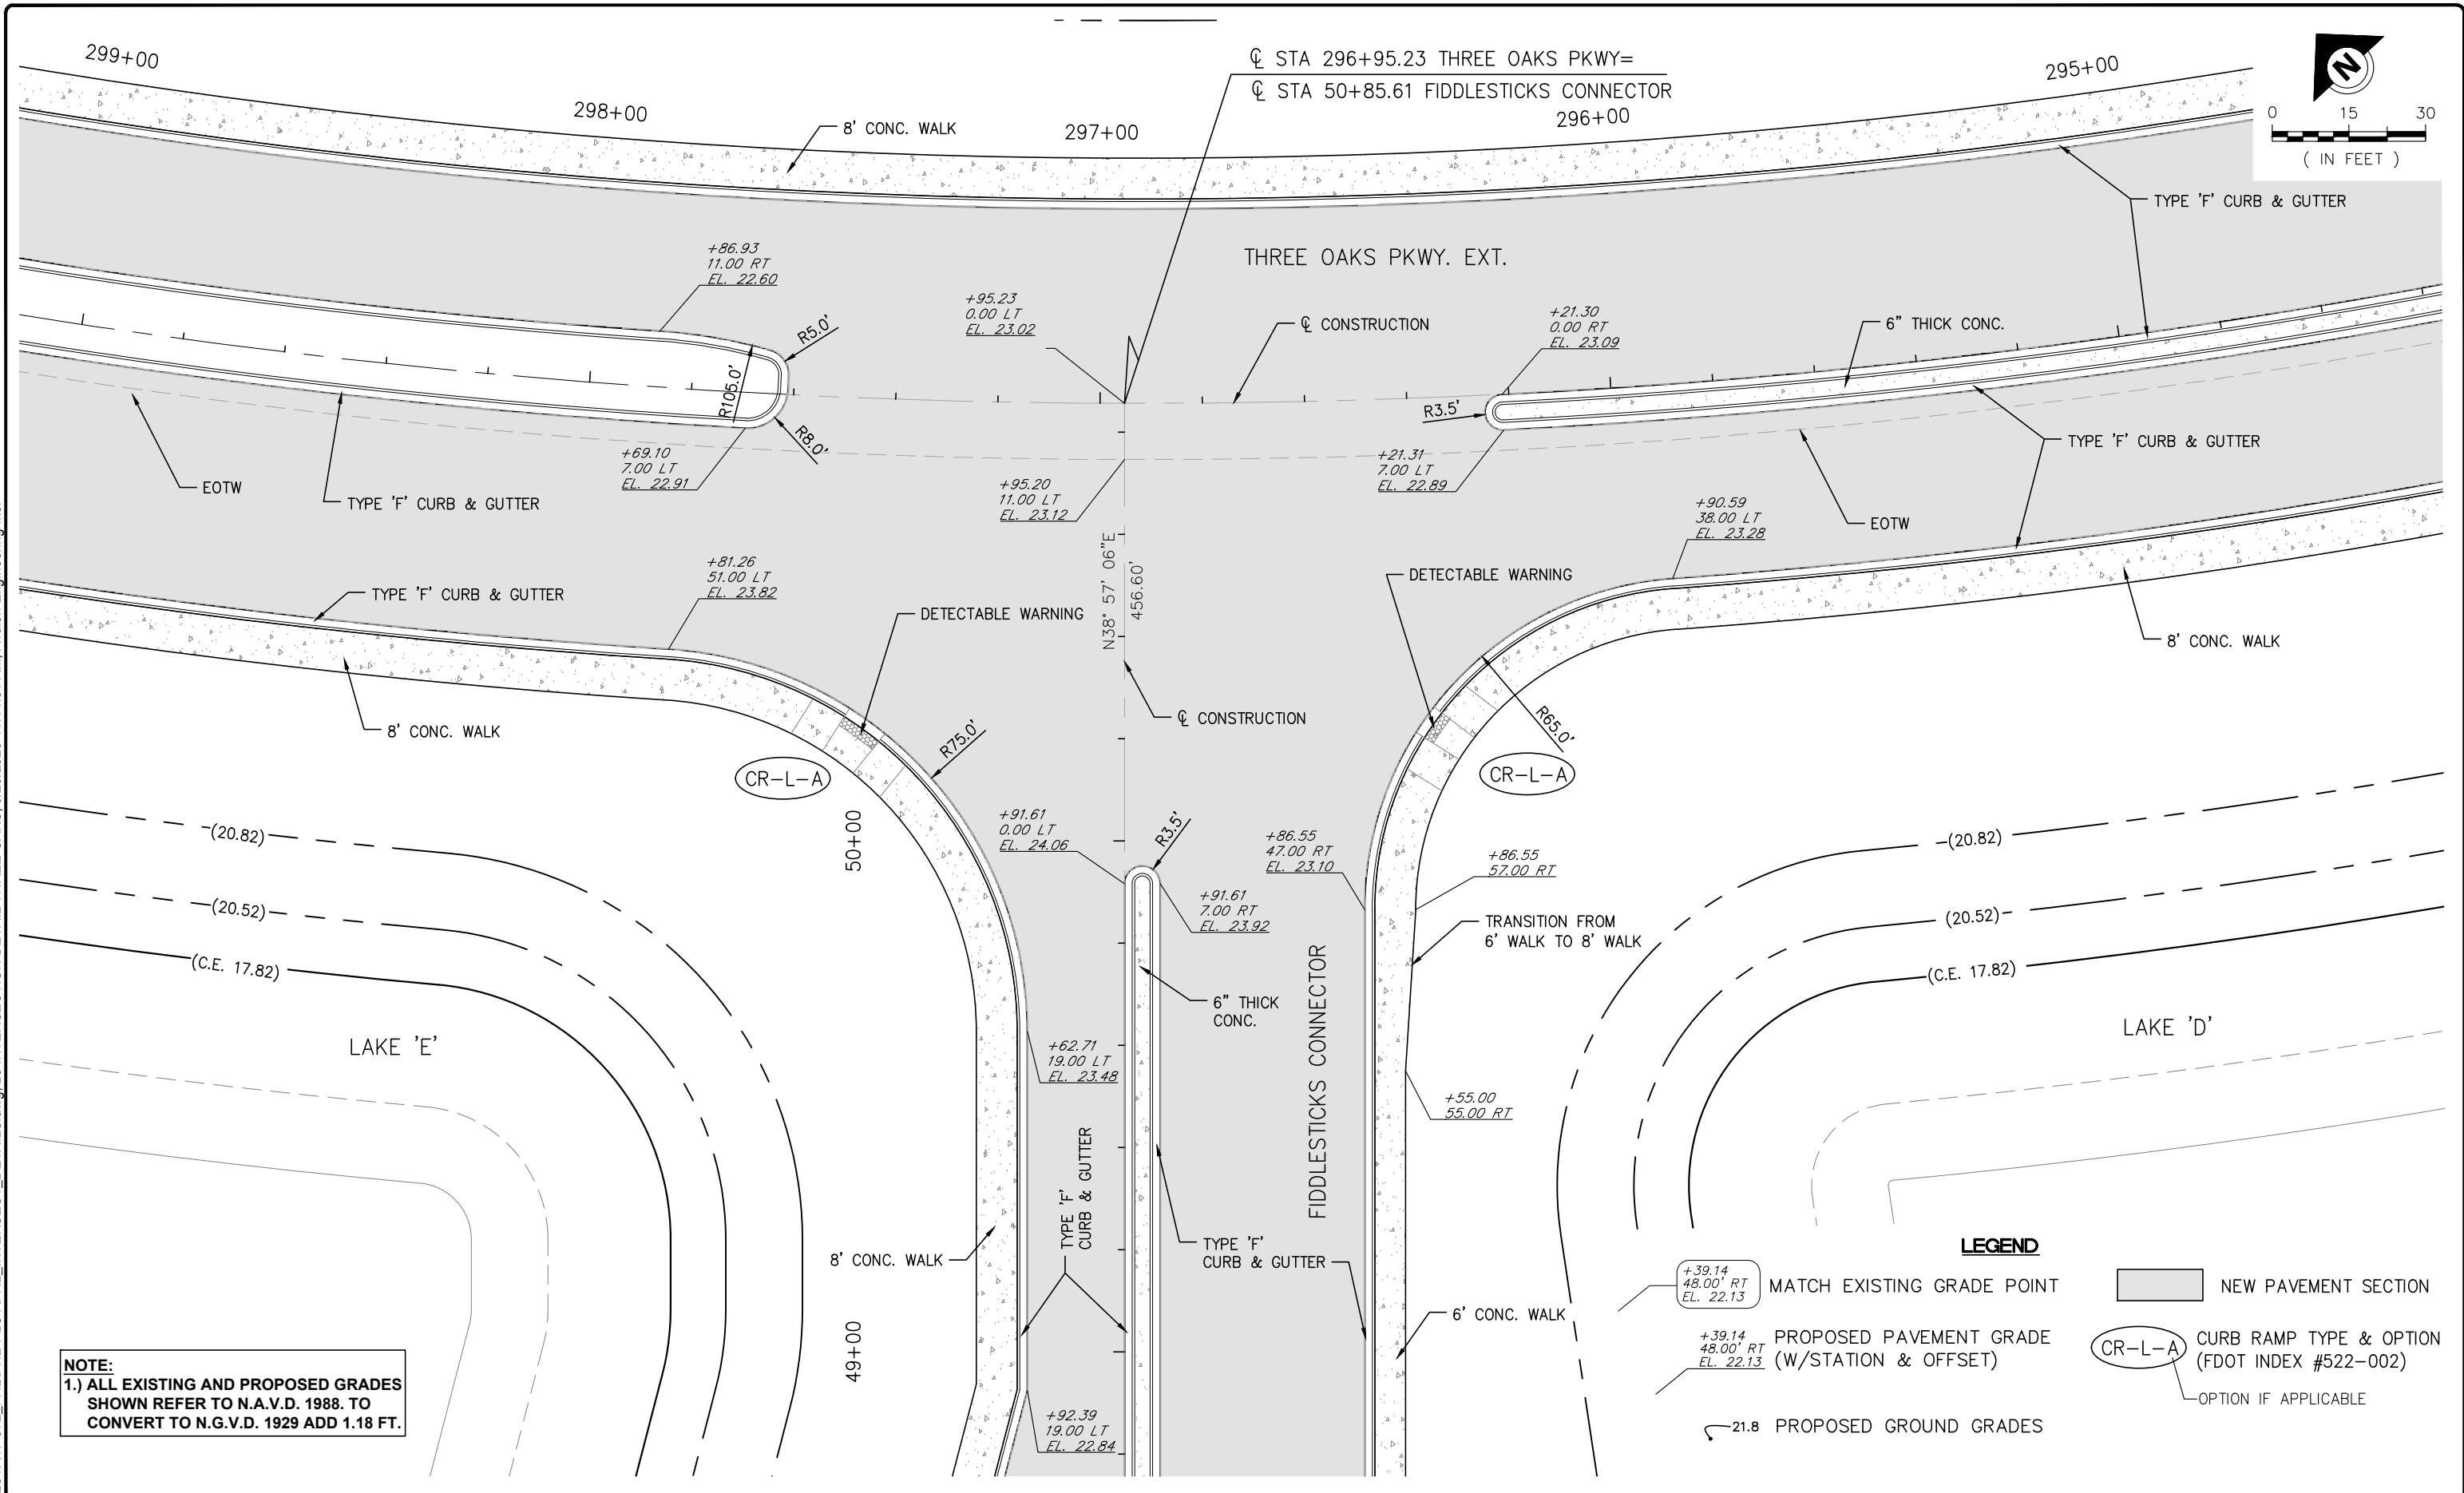 299+00
298+00
297+00
296+00
295+00
℄ STA 296+95.23 THREE OAKS PKWY=
℄ STA 50+85.61 FIDDLESTICKS CONNECTOR
N
0 15 30
( IN FEET )
8' CONC. WALK
TYPE 'F' CURB & GUTTER
THREE OAKS PKWY. EXT.
+86.93
11.00 RT
EL. 22.60
+95.23
0.00 LT
EL. 23.02
℄ CONSTRUCTION
+21.30
0.00 RT
EL. 23.09
6" THICK CONC.
R5.0'
R105.0'
R8.0'
R3.5'
+69.10
7.00 LT
EL. 22.91
EOTW
TYPE 'F' CURB & GUTTER
+95.20
11.00 LT
EL. 23.12
+21.31
7.00 LT
EL. 22.89
TYPE 'F' CURB & GUTTER
+90.59
38.00 LT
EL. 23.28
EOTW
N38° 57' 06"E
456.60'
+81.26
51.00 LT
EL. 23.82
TYPE 'F' CURB & GUTTER
DETECTABLE WARNING
DETECTABLE WARNING
8' CONC. WALK
8' CONC. WALK
℄ CONSTRUCTION
R75.0'
R65.0'
CR-L-A
CR-L-A
50+00
+91.61
0.00 LT
EL. 24.06
R3.5'
+86.55
47.00 RT
EL. 23.10
+86.55
57.00 RT
+91.61
7.00 RT
EL. 23.92
TRANSITION FROM
6' WALK TO 8' WALK
(20.82)
(20.52)
(C.E. 17.82)
(20.82)
(20.52)
(C.E. 17.82)
LAKE 'E'
LAKE 'D'
6" THICK
CONC.
FIDDLESTICKS CONNECTOR
+62.71
19.00 LT
EL. 23.48
+55.00
55.00 RT
TYPE 'F'
CURB & GUTTER
8' CONC. WALK
TYPE 'F'
CURB & GUTTER
6' CONC. WALK
49+00
+92.39
19.00 LT
EL. 22.84
NOTE:
1.) ALL EXISTING AND PROPOSED GRADES
SHOWN REFER TO N.A.V.D. 1988. TO
CONVERT TO N.G.V.D. 1929 ADD 1.18 FT.
LEGEND
+39.14
48.00' RT
EL. 22.13
MATCH EXISTING GRADE POINT
NEW PAVEMENT SECTION
+39.14
48.00' RT
EL. 22.13
PROPOSED PAVEMENT GRADE
(W/STATION & OFFSET)
CR-L-A
CURB RAMP TYPE & OPTION
(FDOT INDEX #522-002)
OPTION IF APPLICABLE
21.8 PROPOSED GROUND GRADES